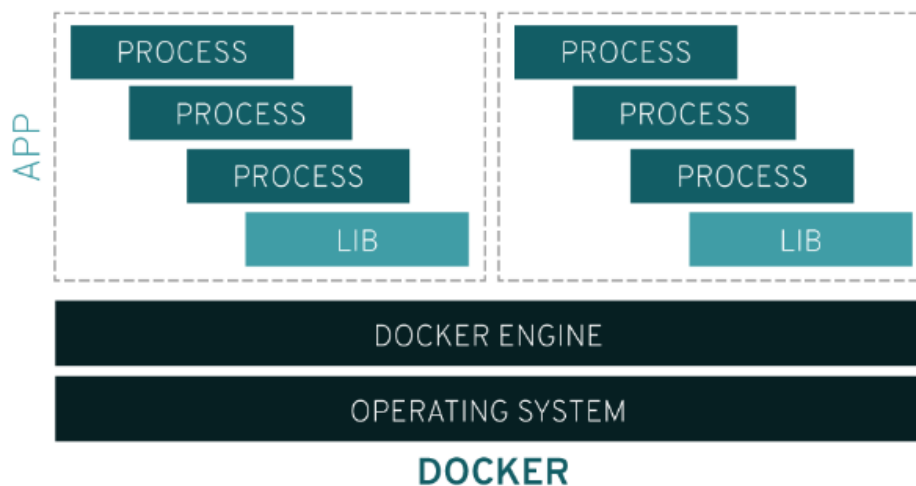 APP
PROCESS
PROCESS
PROCESS
LIB
PROCESS
PROCESS
PROCESS
LIB
DOCKER ENGINE
OPERATING SYSTEM
DOCKER